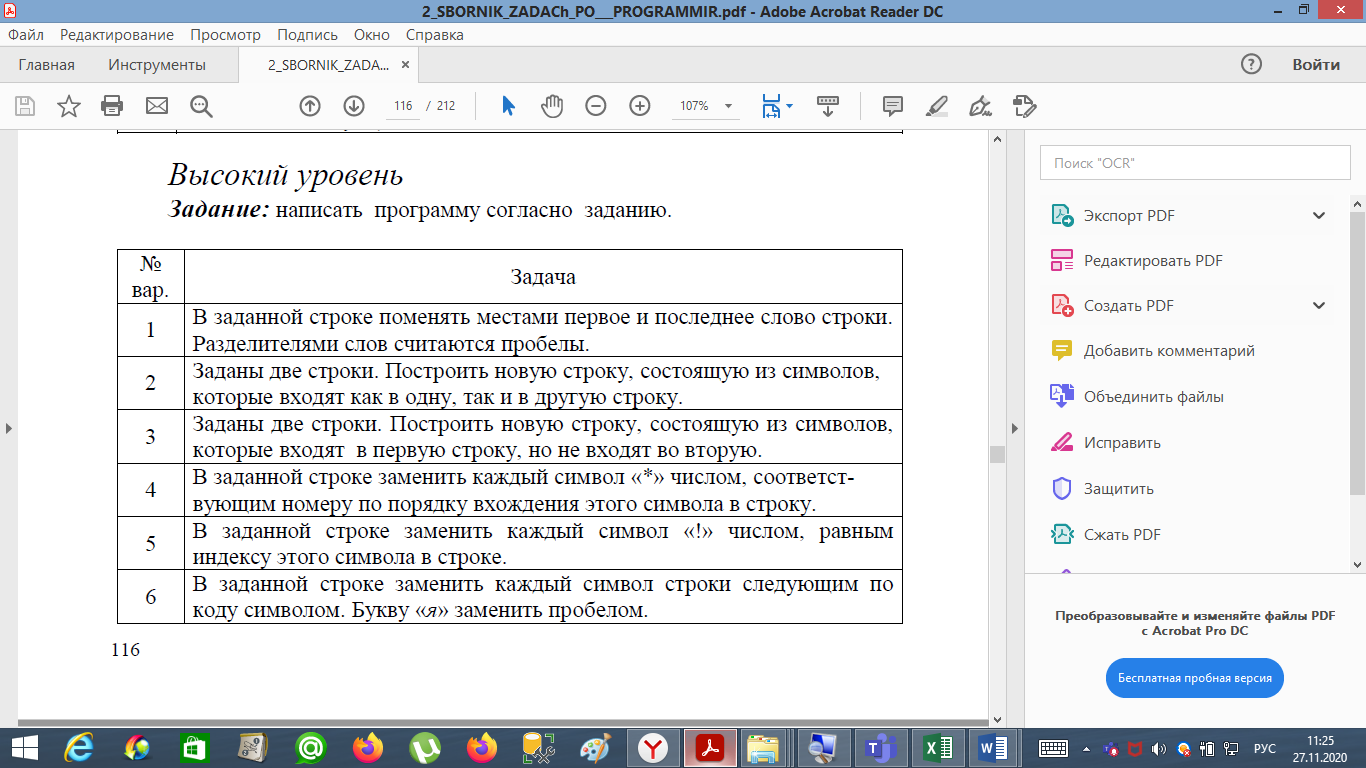 2_SBORNIK_ZADACh_PO___PROGRAMMIR.pdf - Adobe Acrobat Reader DC
Файл Редактирование Просмотр Подпись Окно Справка
Главная Инструменты 2_SBORNIK_ZADA... × Войти
116 / 212 107%
Высокий уровень
Задание: написать программу согласно заданию.
№ вар. Задача
1 В заданной строке поменять местами первое и последнее слово строки.
Разделителями слов считаются пробелы.
2 Заданы две строки. Построить новую строку, состоящую из символов,
которые входят как в одну, так и в другую строку.
3 Заданы две строки. Построить новую строку, состоящую из символов,
которые входят в первую строку, но не входят во вторую.
4 В заданной строке заменить каждый символ «*» числом, соответст-
вующим номеру по порядку вхождения этого символа в строку.
5 В заданной строке заменить каждый символ «!» числом, равным
индексу этого символа в строке.
6 В заданной строке заменить каждый символ строки следующим по
коду символом. Букву «я» заменить пробелом.
116
Поиск "OCR"
Экспорт PDF
Редактировать PDF
Создать PDF
Добавить комментарий
Объединить файлы
Исправить
Защитить
Сжать PDF
Преобразовывайте и изменяйте файлы PDF
с Acrobat Pro DC
Бесплатная пробная версия
РУС
11:25
27.11.2020